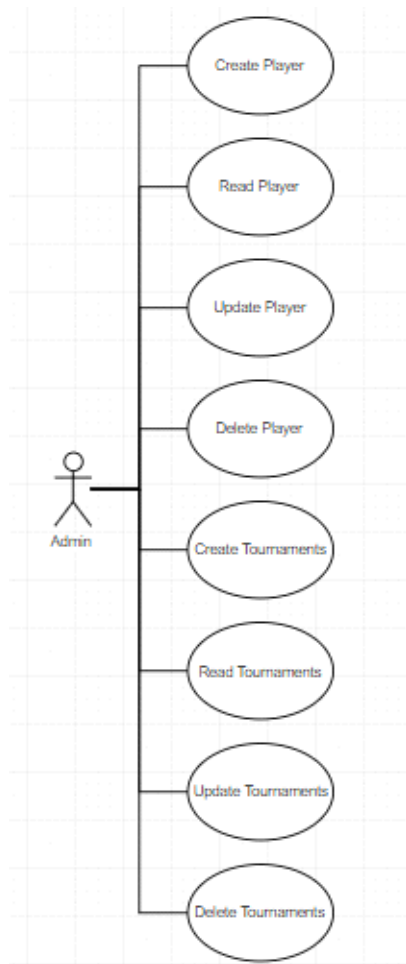 Create Player
Read Player
Update Player
Delete Player
Admin
Create Tournaments
Read Tournaments
Update Tournaments
Delete Tournaments